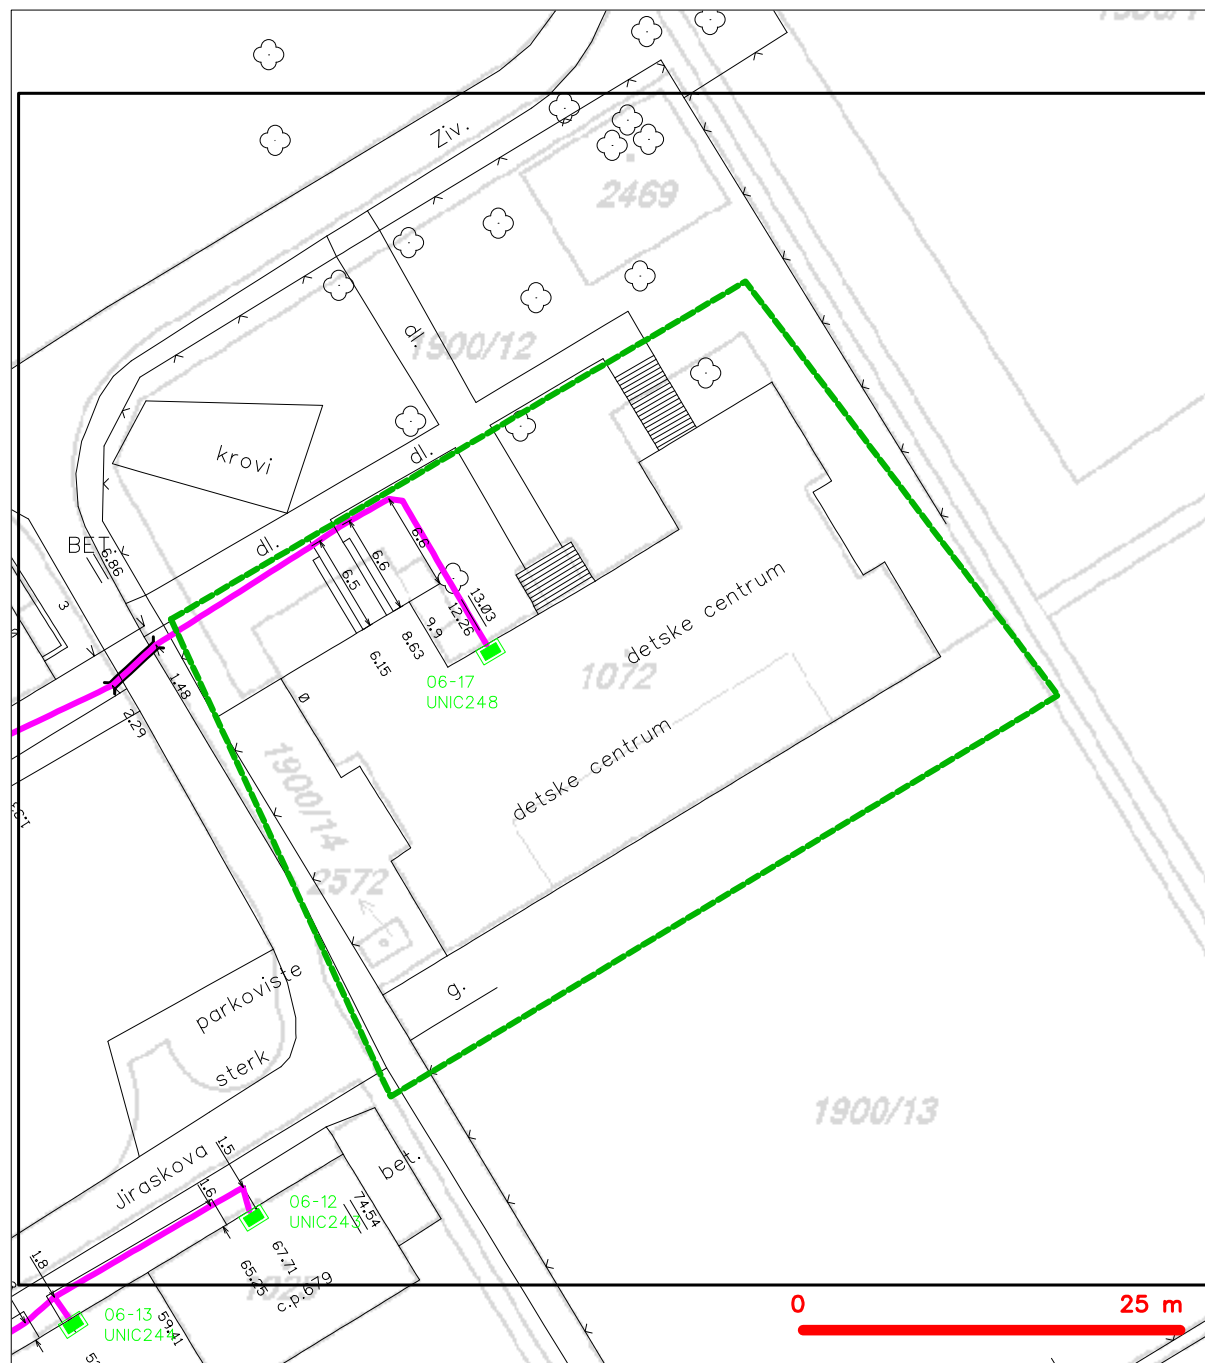 Ziv.
2469
dl.
1900/12
krovi
dl.
BET.
6.86
dl.
3
6.6
6.6
6.5
13.03
12.26
9.9
8.63
6.15
detske centrum
1072
06-17
UNIC248
1.48
2.29
detske centrum
1900/14
2572
g.
parkoviste
sterk
1900/13
Jiraskova
1.5
bet.
1.6
06-12
UNIC243
74.54
67.71
65.25
c.p.679
1.8
06-13
UNIC244
59.41
0
25 m